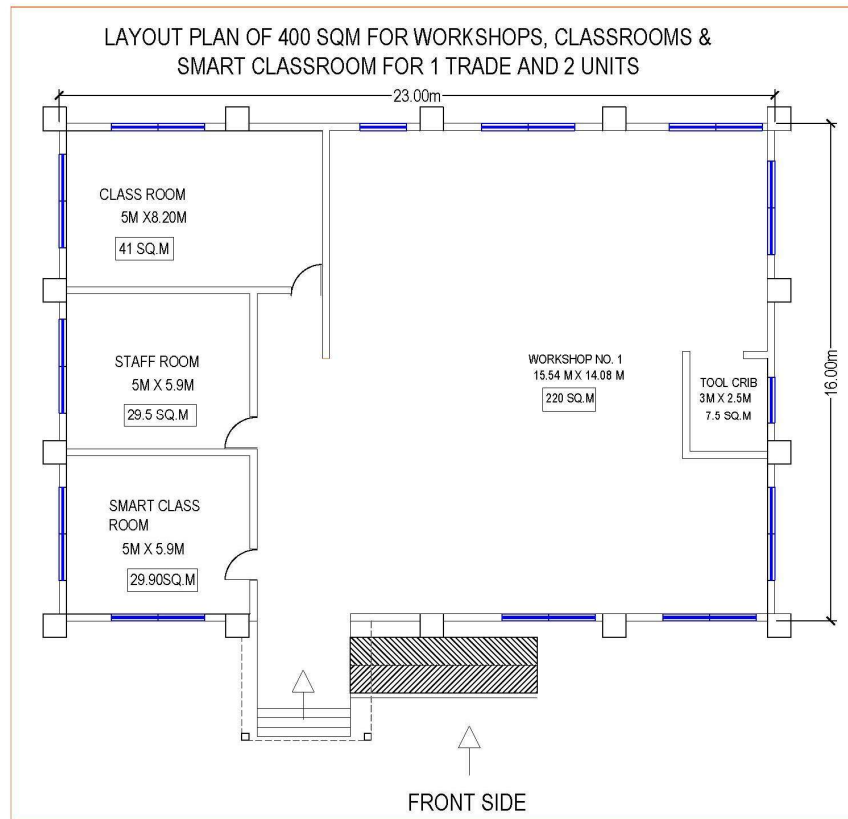 LAYOUT PLAN OF 400 SQM FOR WORKSHOPS, CLASSROOMS &
SMART CLASSROOM FOR 1 TRADE AND 2 UNITS
23.00m
CLASS ROOM
5M X8.20M
41 SQ.M
STAFF ROOM
5M X 5.9M
29.5 SQ.M
SMART CLASS
ROOM
5M X 5.9M
29.90SQ.M
WORKSHOP NO. 1
15.54 M X 14.08 M
220 SQ.M
TOOL CRIB
3M X 2.5M
7.5 SQ.M
16.00m
FRONT SIDE